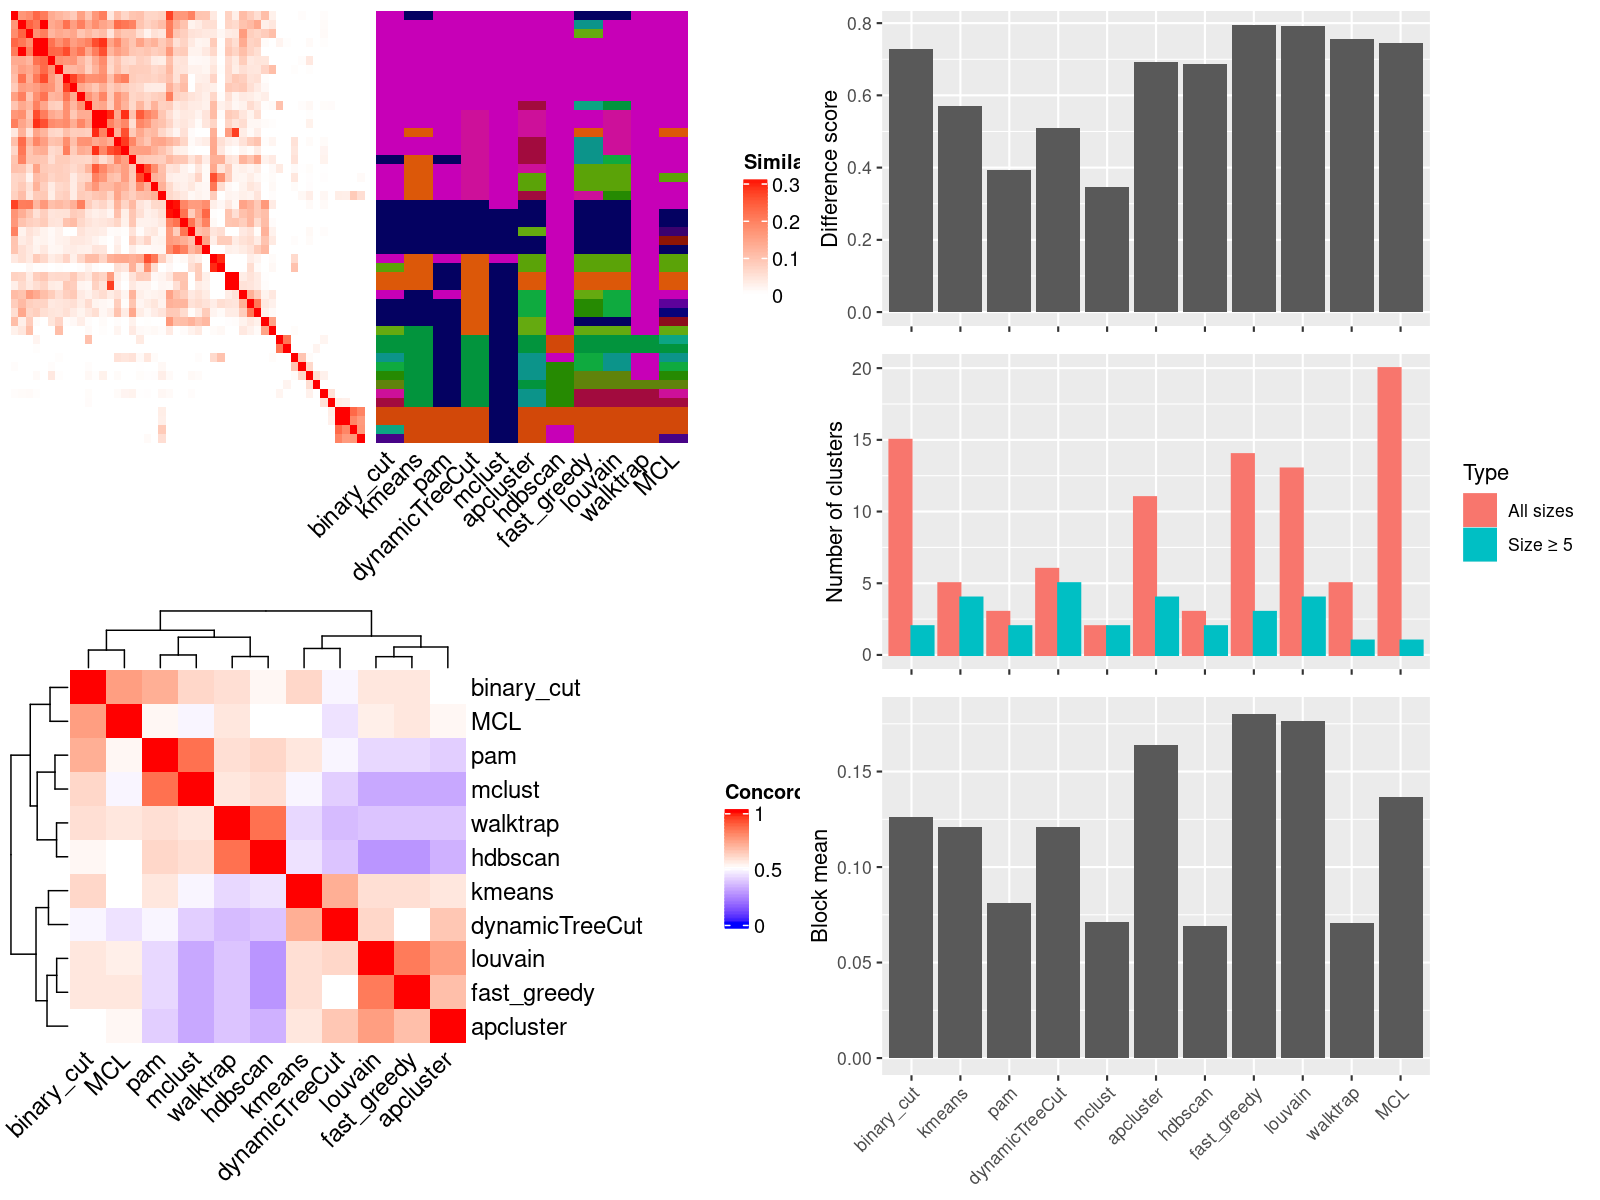 Simila
0.3
0.2
0.1
0
binary_cut
kmeans
pam
dynamicTreeCut
mclust
apcluster
hdbscan
fast_greedy
louvain
walktrap
MCL
Difference score
0.8
0.6
0.4
0.2
0.0
Number of clusters
20
15
10
5
0
Type
All sizes
Size ≥ 5
binary_cut
MCL
pam
mclust
walktrap
hdbscan
kmeans
dynamicTreeCut
louvain
fast_greedy
apcluster
binary_cut
MCL
pam
mclust
walktrap
hdbscan
kmeans
dynamicTreeCut
louvain
fast_greedy
apcluster
Concord
1
0.5
0
Block mean
0.15
0.10
0.05
0.00
binary_cut
kmeans
pam
dynamicTreeCut
mclust
apcluster
hdbscan
fast_greedy
louvain
walktrap
MCL